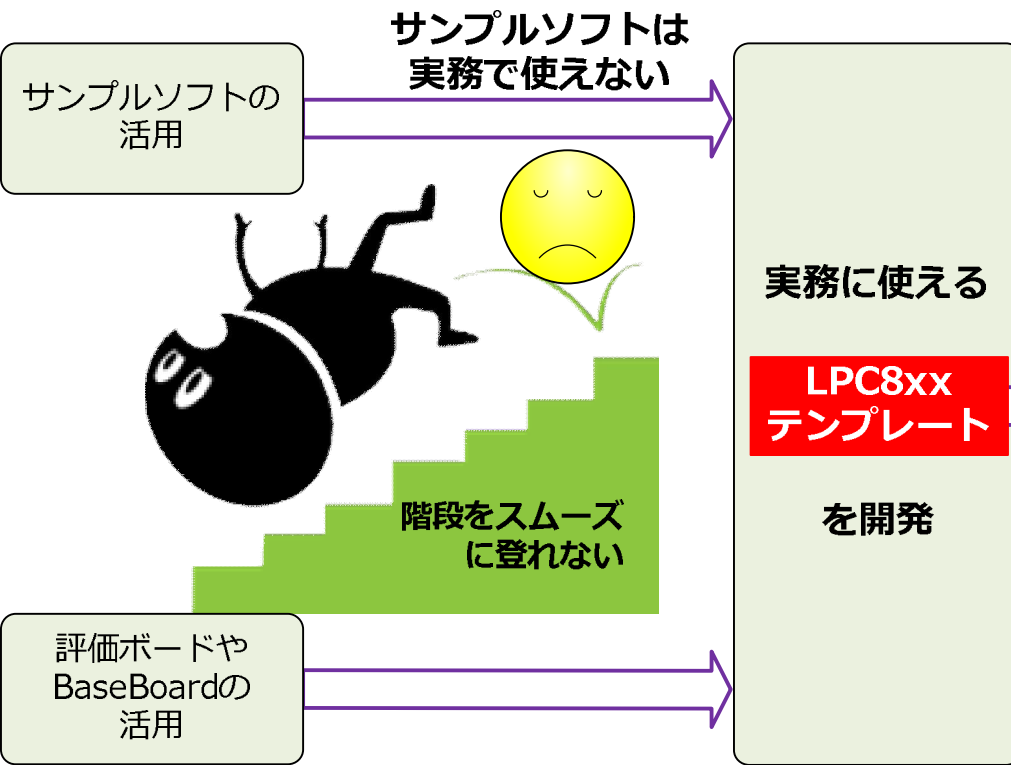 サンプルソフトは
実務で使えない
サンプルソフトの
活用
実務に使える
LPC8xx
テンプレート
を開発
階段をスムーズ
に登れない
評価ボードや
BaseBoardの
活用